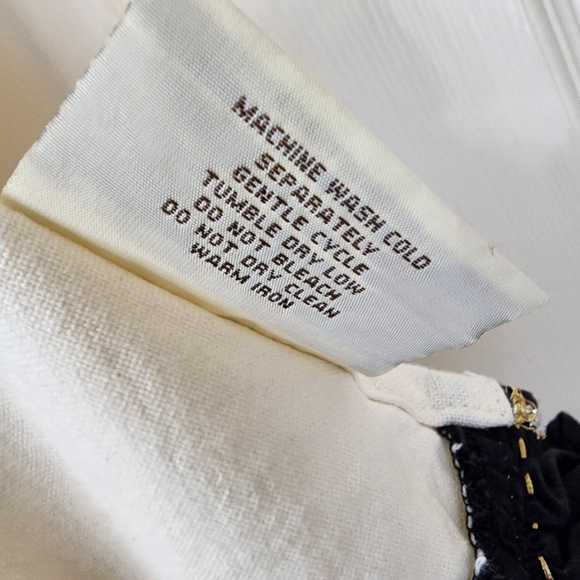 MACHINE WASH COLD
SEPARATELY
GENTLE CYCLE
TUMBLE DRY LOW
DO NOT BLEACH
DO NOT DRY CLEAN
WARM IRON